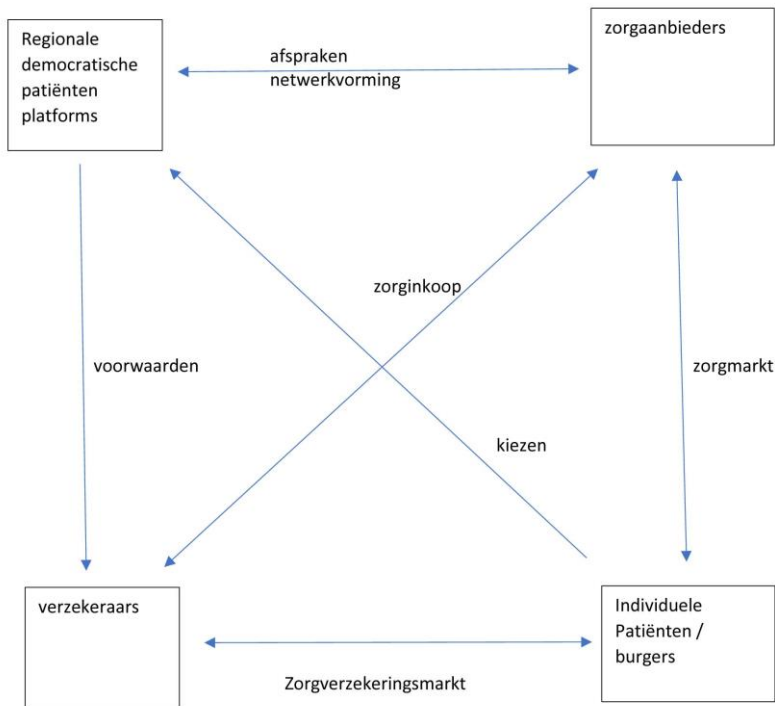 Regionale
democratische
patiënten
platforms
afspraken
netwerkvorming
zorgaanbieders
zorginkoop
voorwaarden
zorgmarkt
kiezen
verzekeraars
Individuele
Patiënten /
burgers
Zorgverzekeringsmarkt